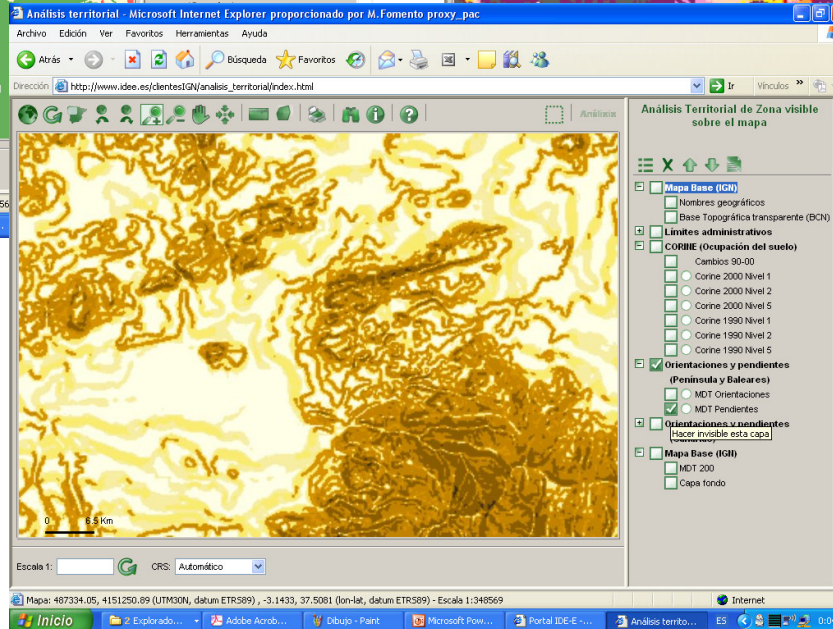 Análisis territorial - Microsoft Internet Explorer proporcionado por M.Fomento proxy_pac
Archivo Edición Ver Favoritos Herramientas Ayuda
Atrás Búsqueda Favoritos
Dirección http://www.idee.es/clientesIGN/analisis_territorial/index.html Ir Vínculos »
Análisis
Análisis Territorial de Zona visible
sobre el mapa
Mapa Base (IGN)
Nombres geográficos
Base Topográfica transparente (BCN)
Límites administrativos
CORINE (Ocupación del suelo)
Cambios 90-00
Corine 2000 Nivel 1
Corine 2000 Nivel 2
Corine 2000 Nivel 5
Corine 1990 Nivel 1
Corine 1990 Nivel 2
Corine 1990 Nivel 5
Orientaciones y pendientes
(Península y Baleares)
MDT Orientaciones
MDT Pendientes
Orientaciones y pendientes
Hacer invisible esta capa
Mapa Base (IGN)
MDT 200
Capa fondo
0 6.5 Km
Escala 1: CRS: Automático
Mapa: 487334.05, 4151250.89 (UTM30N, datum ETRS89) , -3.1433, 37.5081 (lon-lat, datum ETRS89) - Escala 1:348569 Internet
Inicio 2 Explorado... Adobe Acrob... Dibujo - Paint Microsoft Pow... Portal IDE-E -... Análisis territo... ES